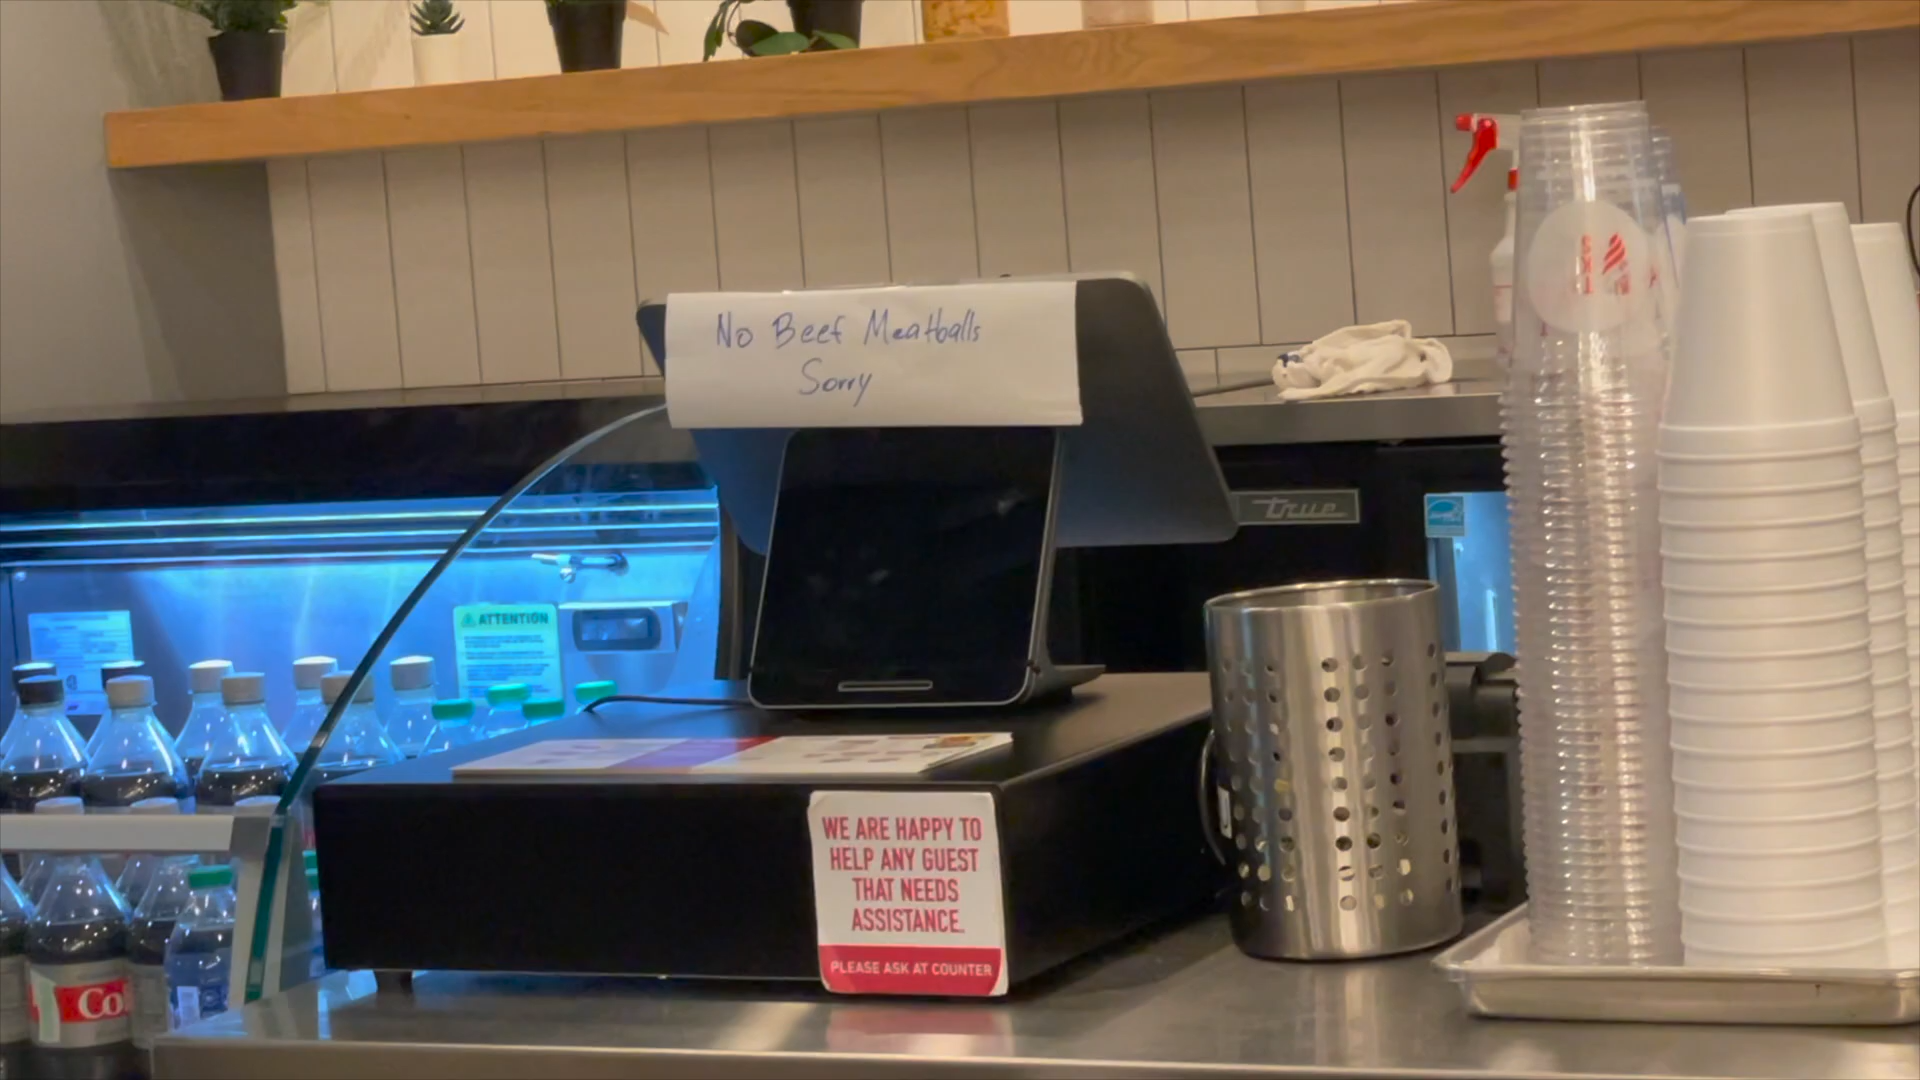 No Beef Meatballs
Sorry
true
ATTENTION
WE ARE HAPPY TO
HELP ANY GUEST
THAT NEEDS
ASSISTANCE.
PLEASE ASK AT COUNTER
Co